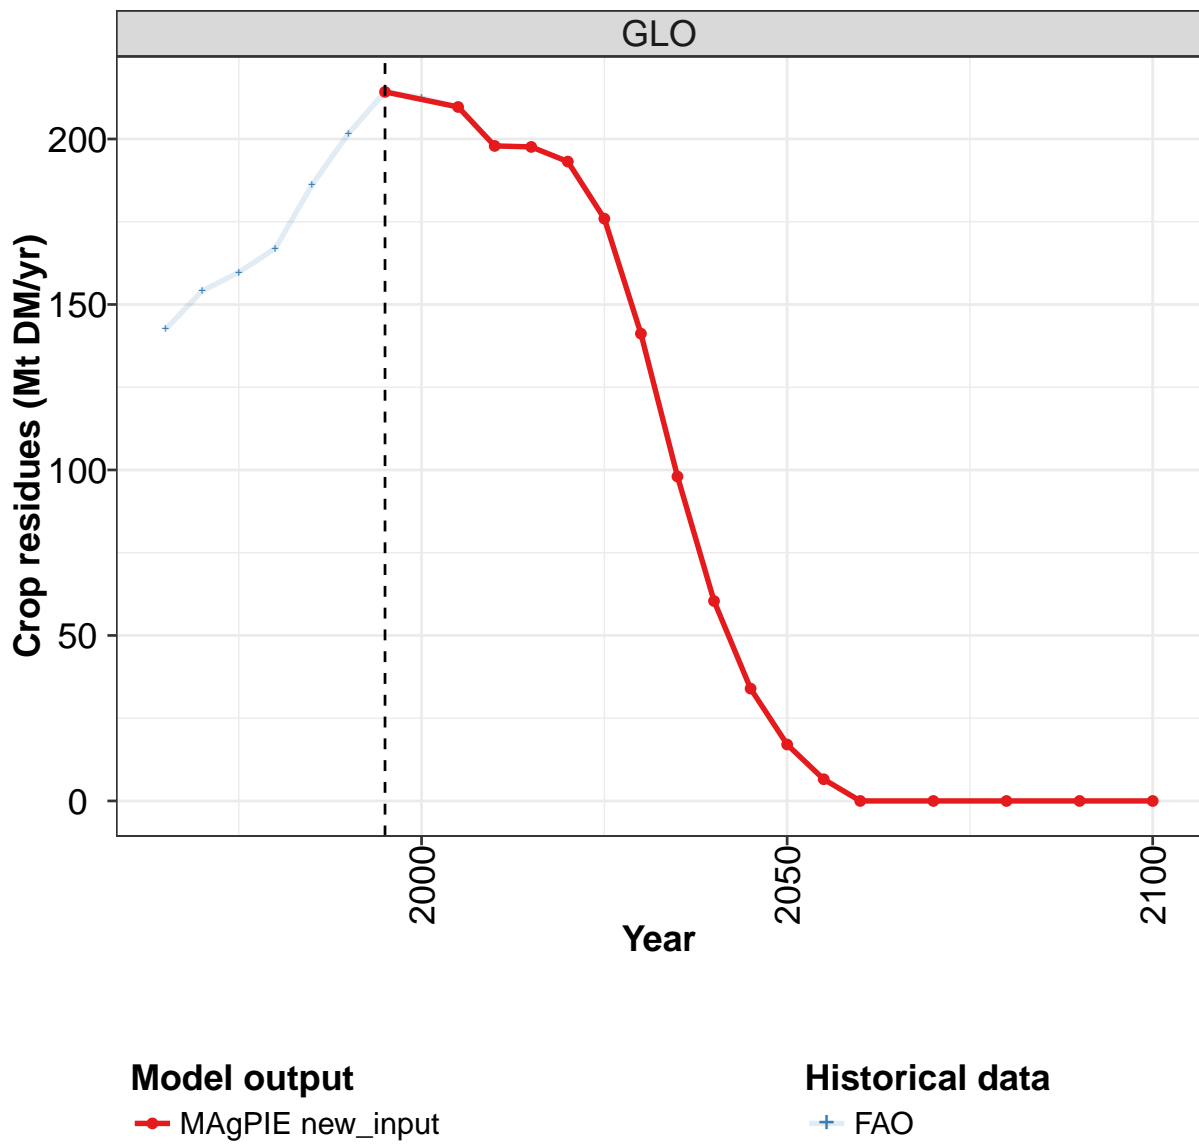 GLO
Crop residues (Mt DM/yr)
200
150
100
50
0
2000
2050
2100
Year
Model output
MAgPIE new_input
Historical data
FAO